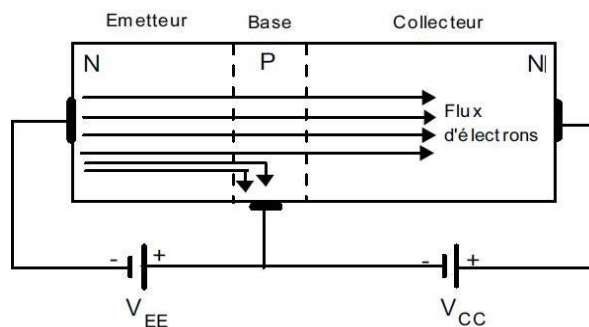 Emetteur Base Collecteur
N P N
Flux
d'électrons
- + - +
V EE V CC